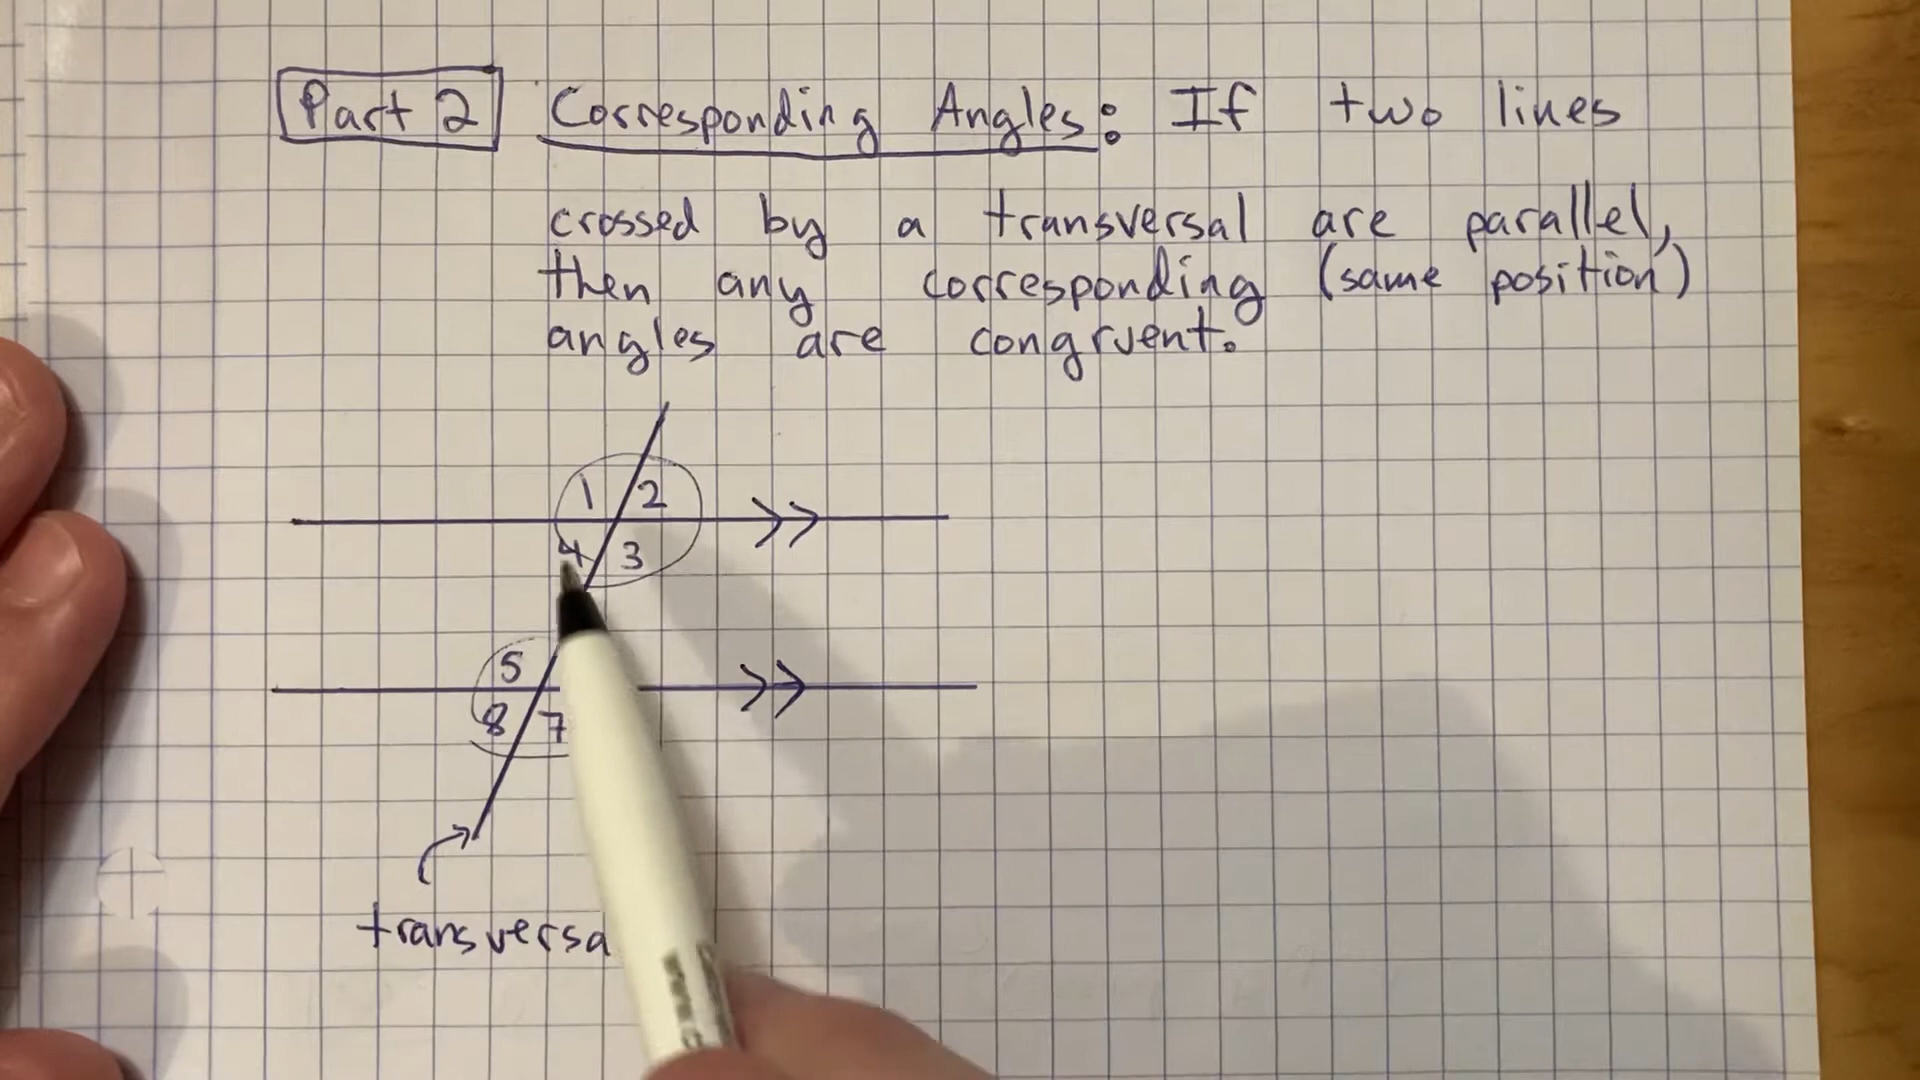 Part 2 Corresponding Angles: If two lines
crossed by a transversal are parallel,
then any corresponding (same position)
angles are congruent.
1 2
4 3
5
8 7
transversa